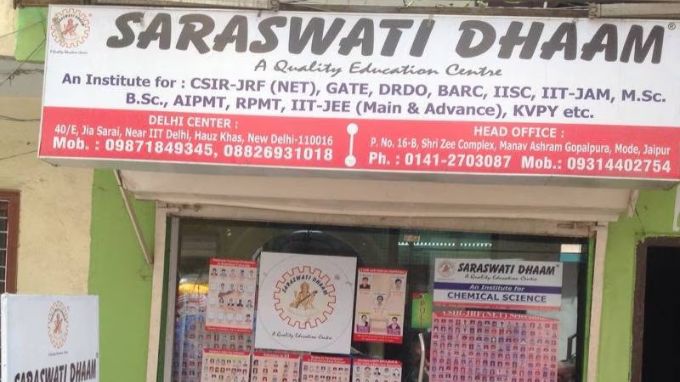 SARASWATI DHAAM®
A Quality Education Centre
An Institute for : CSIR-JRF (NET), GATE, DRDO, BARC, IISC, IIT-JAM, M.Sc.
B.Sc., AIPMT, RPMT, IIT-JEE (Main & Advance), KVPY etc.
DELHI CENTER :
40/E, Jia Sarai, Near IIT Delhi, Hauz Khas, New Delhi-110016
Mob. : 09871849345, 08826931018
HEAD OFFICE :
P. No. 16-B, Shri Zee Complex, Manav Ashram Gopalpura, Mode, Jaipur
Ph. : 0141-2703087 Mob.: 09314402754
SARASWATI DHAAM
A Quality Education Centre
SARASWATI DHAAM
A Quality Education Centre
An Institute for
CHEMICAL SCIENCE
CSIR-JRF (NET)
SARASWATI DHAAM